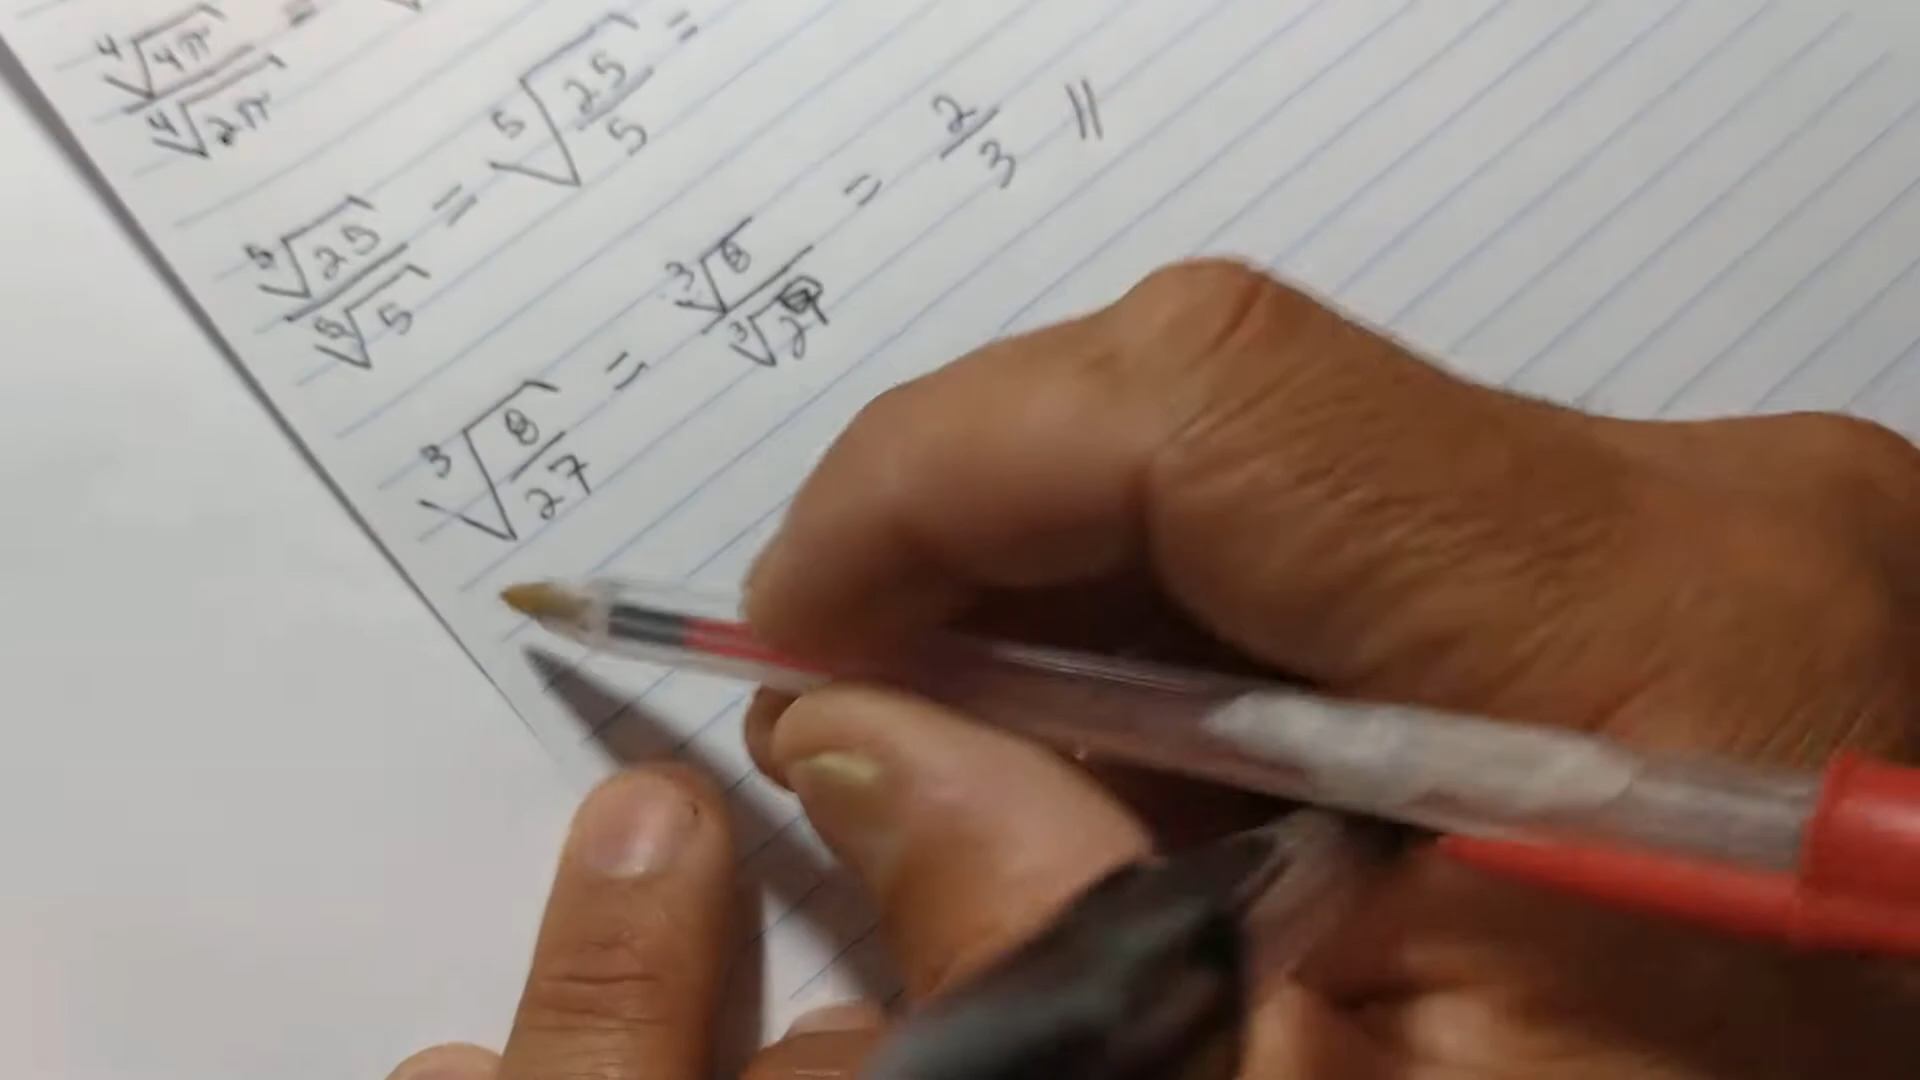 ⁴√4π / ⁴√2π =
⁵√25 / ⁵√5 = ⁵√(25/5) =
³√(8/27) = ³√8 / ³√27 = 2/3 //